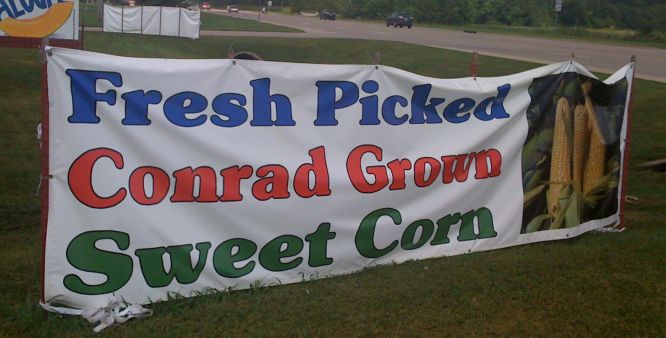 Fresh Picked
Conrad Grown
Sweet Corn